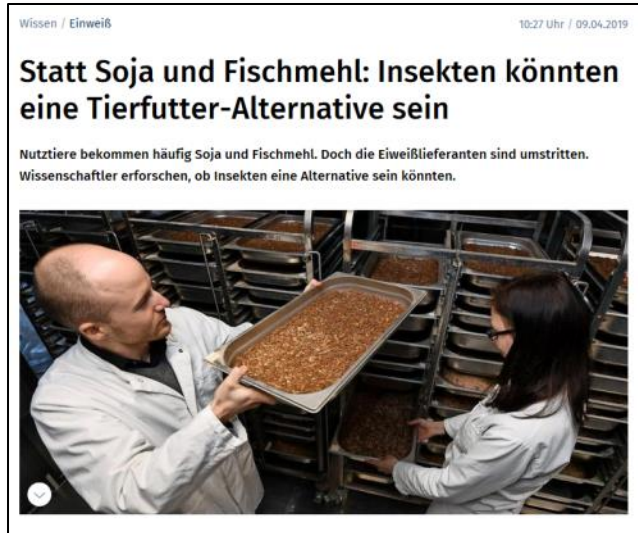 Wissen / Einweiß
10:27 Uhr / 09.04.2019
Statt Soja und Fischmehl: Insekten könnten
eine Tierfutter-Alternative sein
Nutztiere bekommen häufig Soja und Fischmehl. Doch die Eiweißlieferanten sind umstritten.
Wissenschaftler erforschen, ob Insekten eine Alternative sein könnten.